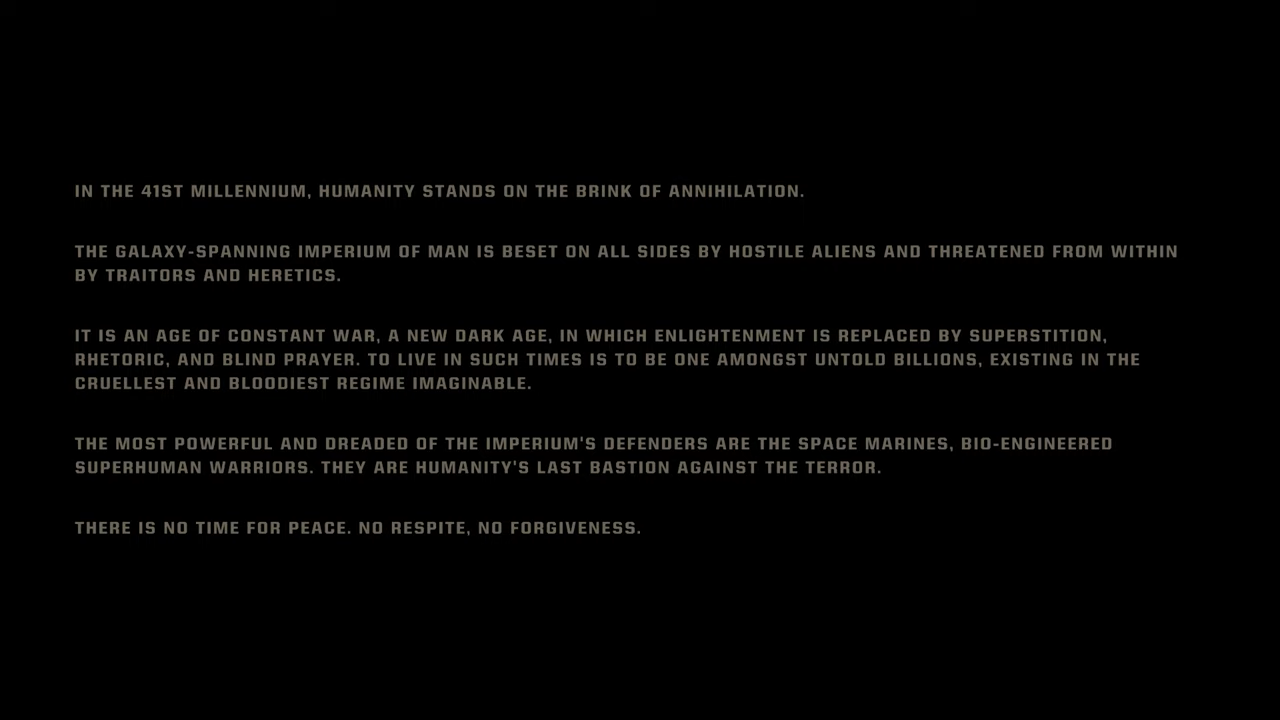 IN THE 41ST MILLENNIUM, HUMANITY STANDS ON THE BRINK OF ANNIHILATION.
THE GALAXY-SPANNING IMPERIUM OF MAN IS BESET ON ALL SIDES BY HOSTILE ALIENS AND THREATENED FROM WITHIN
BY TRAITORS AND HERETICS.
IT IS AN AGE OF CONSTANT WAR, A NEW DARK AGE, IN WHICH ENLIGHTENMENT IS REPLACED BY SUPERSTITION,
RHETORIC, AND BLIND PRAYER. TO LIVE IN SUCH TIMES IS TO BE ONE AMONGST UNTOLD BILLIONS, EXISTING IN THE
CRUELLEST AND BLOODIEST REGIME IMAGINABLE.
THE MOST POWERFUL AND DREADED OF THE IMPERIUM'S DEFENDERS ARE THE SPACE MARINES, BIO-ENGINEERED
SUPERHUMAN WARRIORS. THEY ARE HUMANITY'S LAST BASTION AGAINST THE TERROR.
THERE IS NO TIME FOR PEACE. NO RESPITE, NO FORGIVENESS.